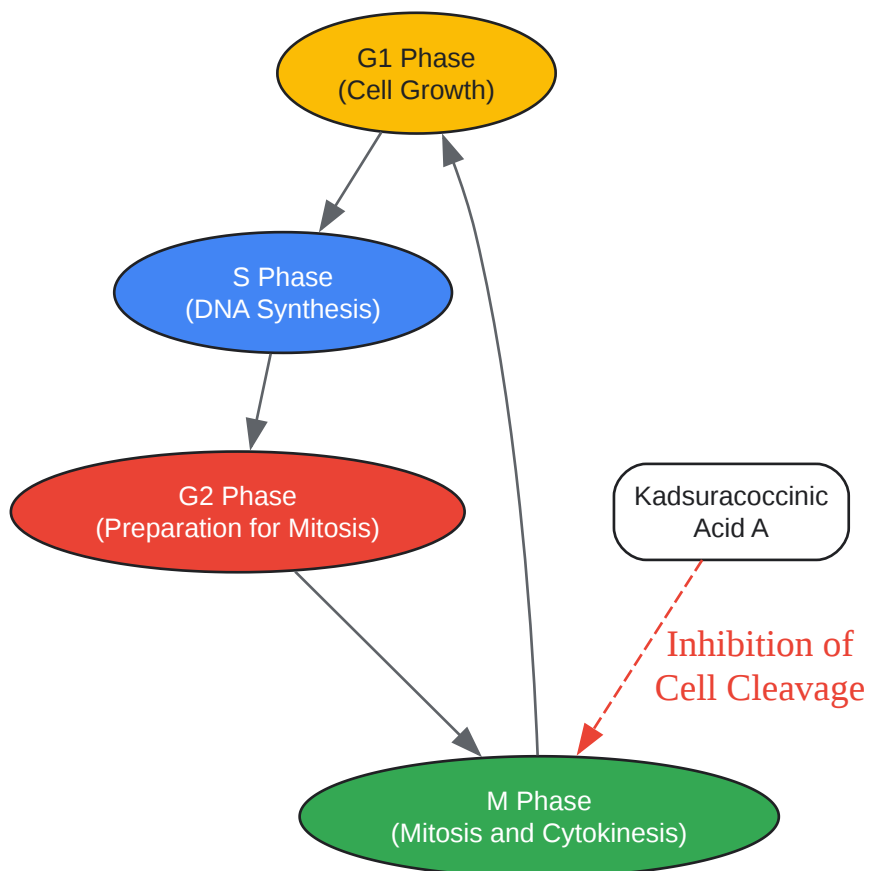 G1 Phase
(Cell Growth)
S Phase
(DNA Synthesis)
G2 Phase
(Preparation for Mitosis)
Kadsuracoccinic
Acid A
Inhibition of
Cell Cleavage
M Phase
(Mitosis and Cytokinesis)